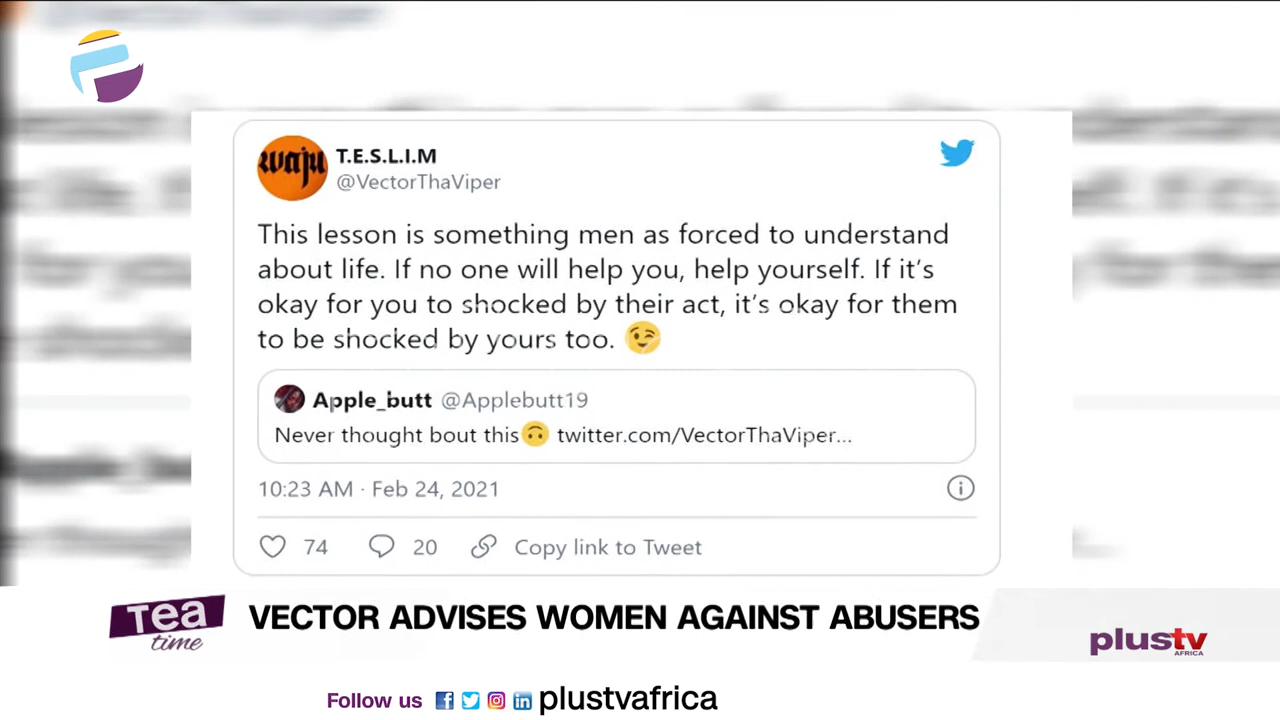 waju
T.E.S.L.I.M
@VectorThaViper
This lesson is something men as forced to understand
about life. If no one will help you, help yourself. If it's
okay for you to shocked by their act, it's okay for them
to be shocked by yours too. 😉
Apple_butt @Applebutt19
Never thought bout this🙃 twitter.com/VectorThaViper...
10:23 AM · Feb 24, 2021
74 20 Copy link to Tweet
Tea
time
VECTOR ADVISES WOMEN AGAINST ABUSERS
plustv
AFRICA
Follow us plustvafrica